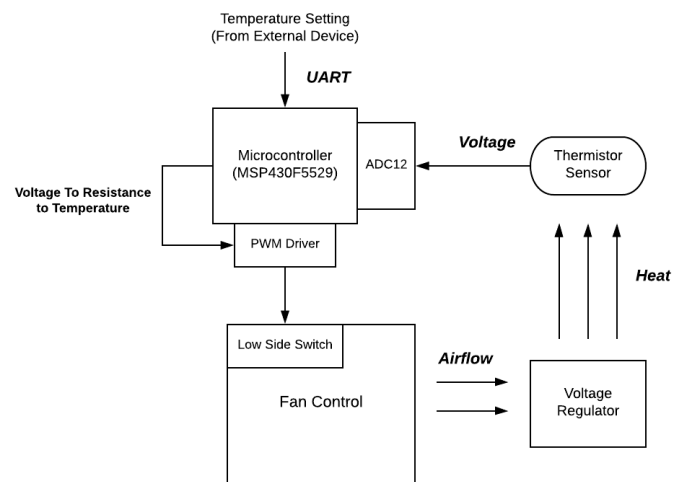 Temperature Setting
(From External Device)
UART
Microcontroller
(MSP430F5529)
ADC12
Voltage
Thermistor
Sensor
Voltage To Resistance
to Temperature
PWM Driver
Heat
Low Side Switch
Fan Control
Airflow
Voltage
Regulator